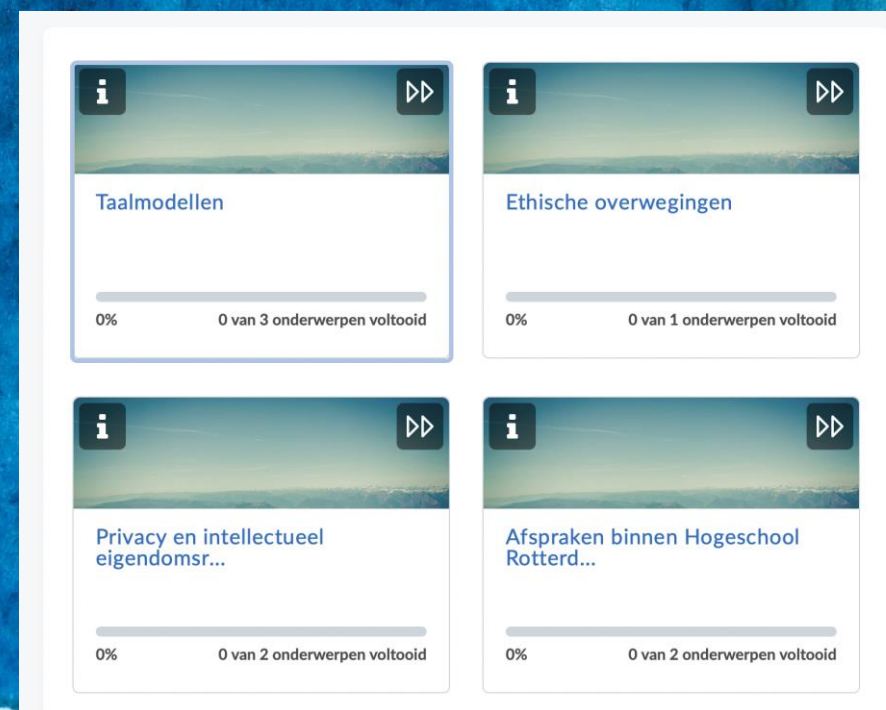 Taalmodellen
0% 0 van 3 onderwerpen voltooid
Ethische overwegingen
0% 0 van 1 onderwerpen voltooid
Privacy en intellectueel
eigendomsr...
0% 0 van 2 onderwerpen voltooid
Afspraken binnen Hogeschool
Rotterd...
0% 0 van 2 onderwerpen voltooid